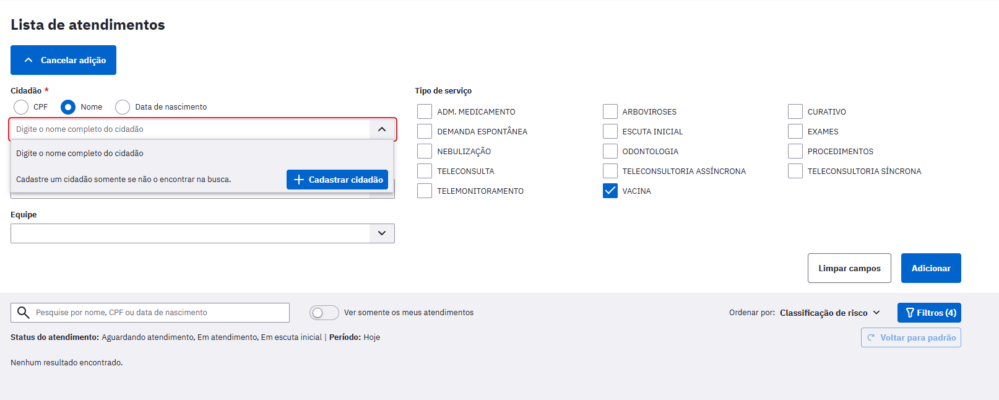 Lista de atendimentos
Cancelar adição
Cidadão *
CPF Nome Data de nascimento
Digite o nome completo do cidadão
Digite o nome completo do cidadão
Cadastre um cidadão somente se não o encontrar na busca. Cadastrar cidadão
Equipe
Tipo de serviço
ADM. MEDICAMENTO ARBOVIROSES CURATIVO
DEMANDA ESPONTÂNEA ESCUTA INICIAL EXAMES
NEBULIZAÇÃO ODONTOLOGIA PROCEDIMENTOS
TELECONSULTA TELECONSULTORIA ASSÍNCRONA TELECONSULTORIA SÍNCRONA
TELEMONITORAMENTO VACINA
Limpar campos Adicionar
Pesquise por nome, CPF ou data de nascimento Ver somente os meus atendimentos Ordenar por: Classificação de risco Filtros (4)
Status do atendimento: Aguardando atendimento, Em atendimento, Em escuta inicial | Período: Hoje Voltar para padrão
Nenhum resultado encontrado.